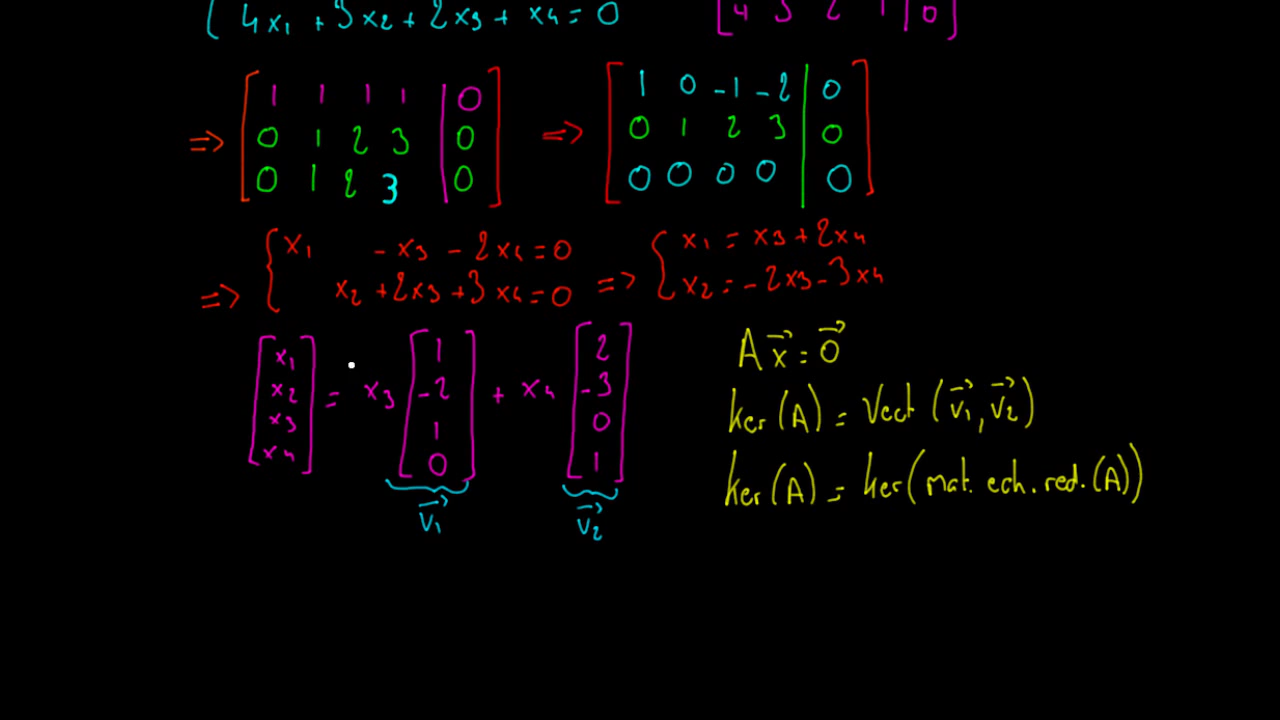 { 4x₁ + 3x₂ + 2x₃ + x₄ = 0 [ 4 3 2 1 | 0 ]
=> [ 1 1 1 1 | 0 ] => [ 1 0 -1 -2 | 0 ]
[ 0 1 2 3 | 0 ] [ 0 1 2 3 | 0 ]
[ 0 1 2 3 | 0 ] [ 0 0 0 0 | 0 ]
=> { x₁ - x₃ - 2x₄ = 0 => { x₁ = x₃ + 2x₄
x₂ + 2x₃ + 3x₄ = 0 x₂ = -2x₃ - 3x₄
[ x₁ x₂ x₃ x₄ ] = x₃ [ 1 -2 1 0 ] + x₄ [ 2 -3 0 1 ]
v₁⃗ v₂⃗
A x⃗ = 0⃗
ker(A) = Vect (v₁⃗, v₂⃗)
ker(A) = ker(mat. ech. red. (A))